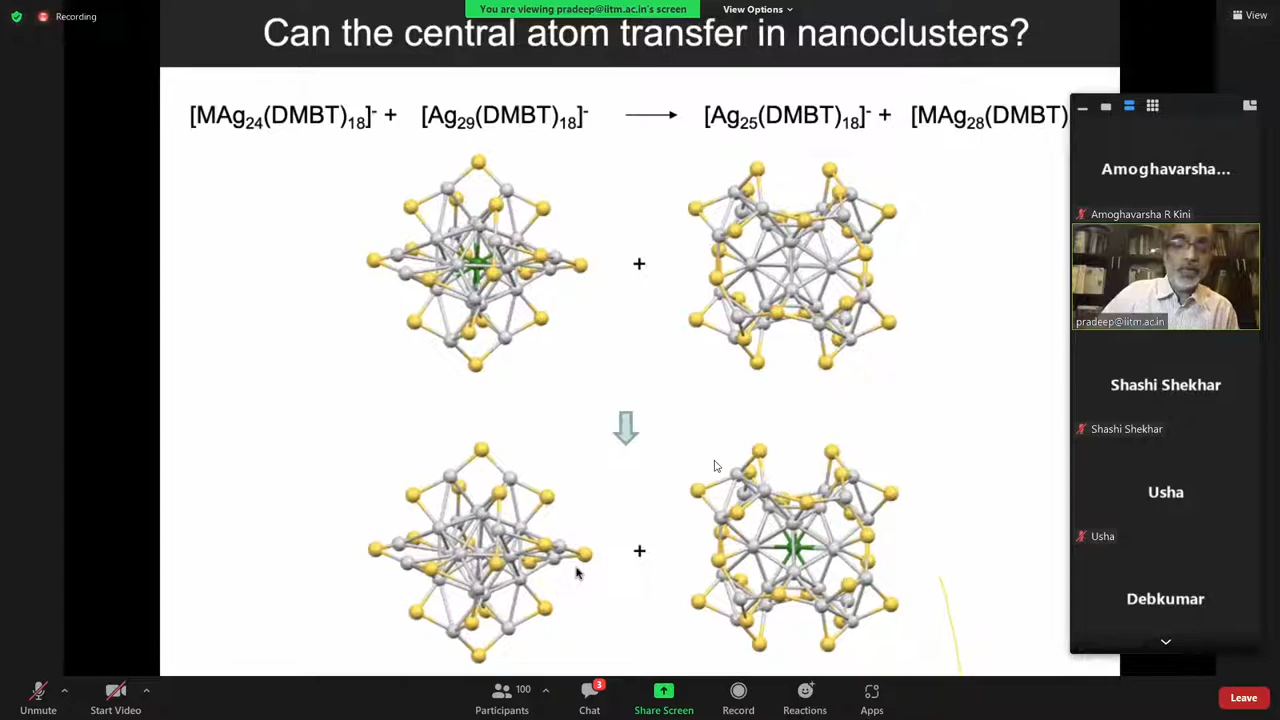 Recording
You are viewing pradeep@iitm.ac.in's screen
View Options
View
Can the central atom transfer in nanoclusters?
[MAg24(DMBT)18]- + [Ag29(DMBT)18]- → [Ag25(DMBT)18]- + [MAg28(DMBT)
+
+
Amoghavarsha...
Amoghavarsha R Kini
pradeep@iitm.ac.in
Shashi Shekhar
Shashi Shekhar
Usha
Usha
Debkumar
Unmute
Start Video
100
Participants
3
Chat
Share Screen
Record
Reactions
Apps
Leave